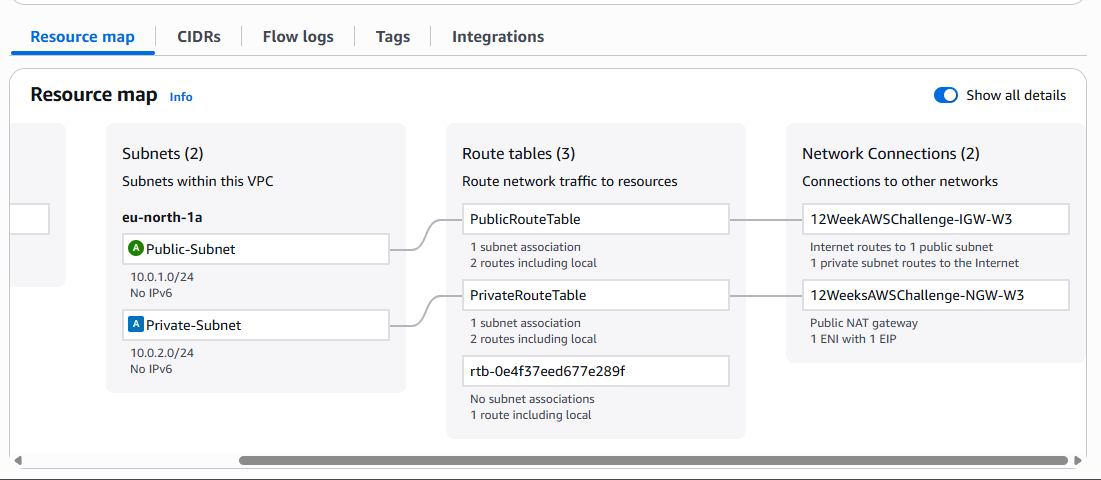 Resource map
CIDRs
Flow logs
Tags
Integrations
Resource map Info
Show all details
Subnets (2)
Subnets within this VPC
eu-north-1a
A Public-Subnet
10.0.1.0/24
No IPv6
A Private-Subnet
10.0.2.0/24
No IPv6
Route tables (3)
Route network traffic to resources
PublicRouteTable
1 subnet association
2 routes including local
PrivateRouteTable
1 subnet association
2 routes including local
rtb-0e4f37eed677e289f
No subnet associations
1 route including local
Network Connections (2)
Connections to other networks
12WeekAWSChallenge-IGW-W3
Internet routes to 1 public subnet
1 private subnet routes to the Internet
12WeeksAWSChallenge-NGW-W3
Public NAT gateway
1 ENI with 1 EIP